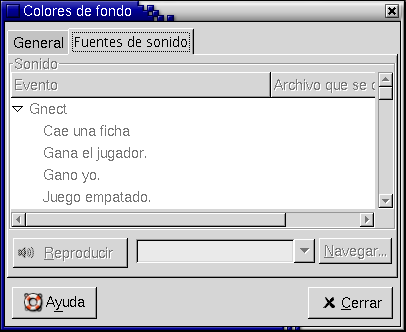 Colores de fondo
General Fuentes de sonido
Sonido
Evento Archivo que se
Gnect
Cae una ficha
Gana el jugador.
Gano yo.
Juego empatado.
Reproducir Navegar...
Ayuda Cerrar